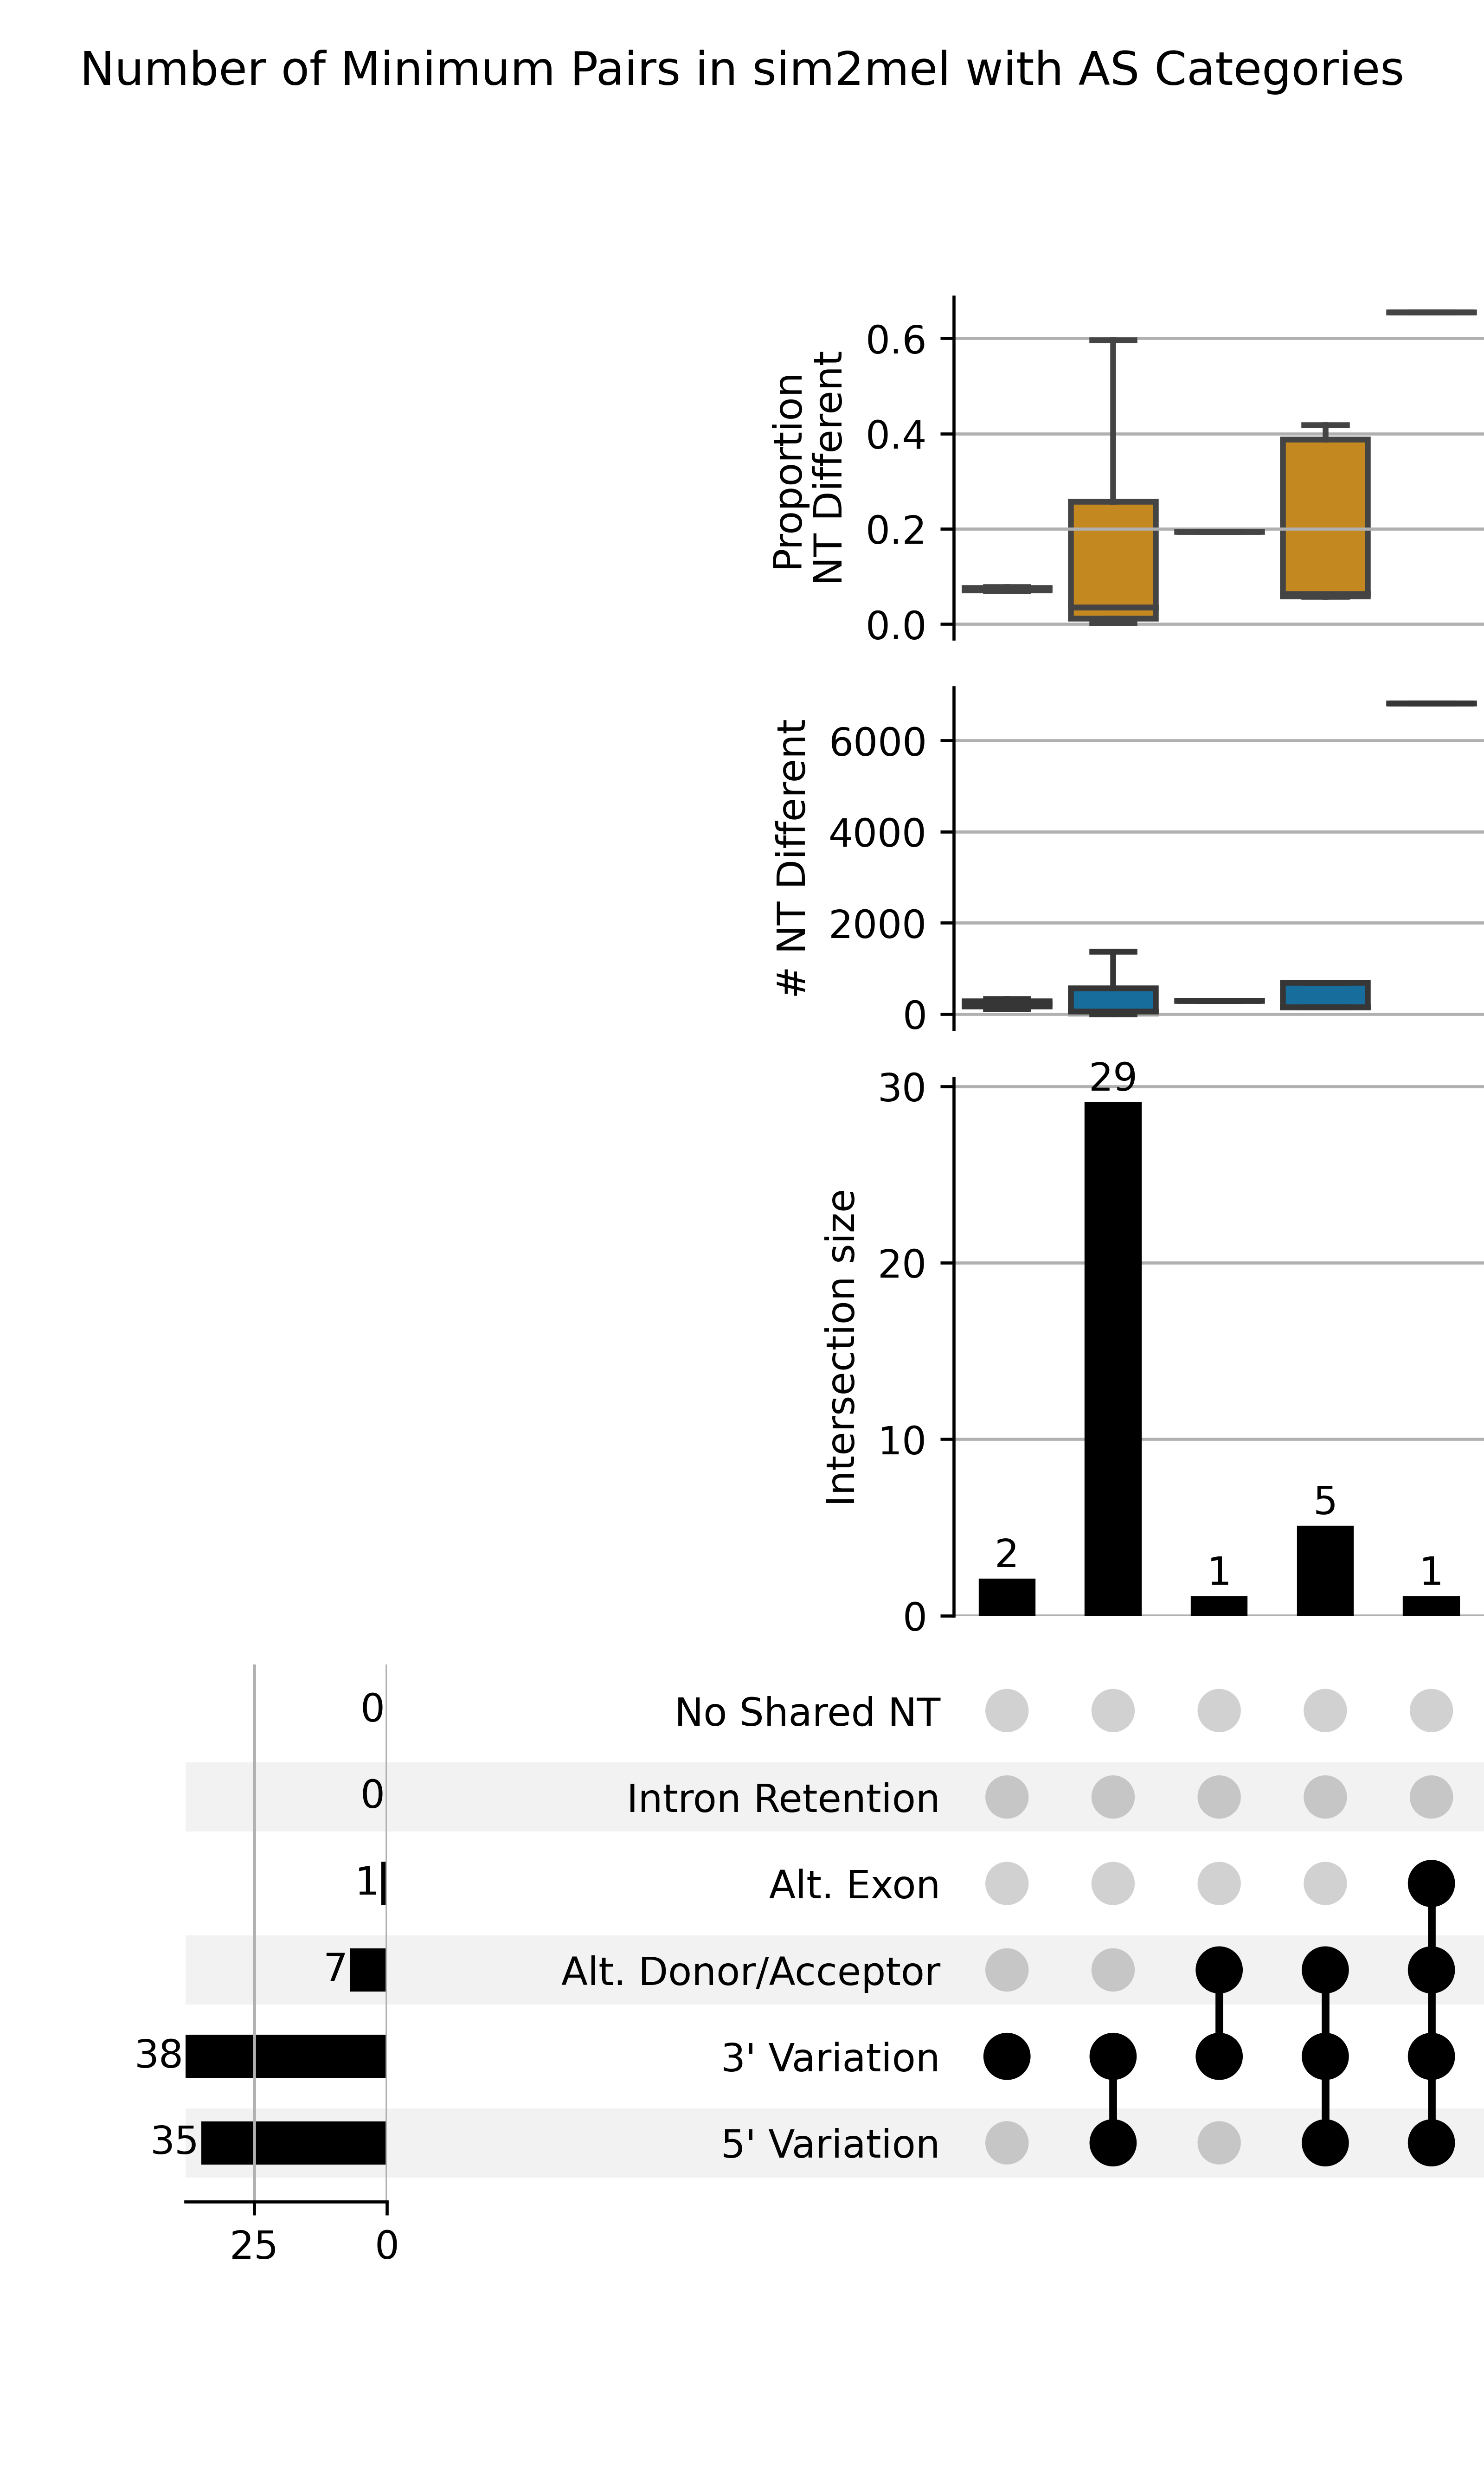 Number of Minimum Pairs in sim2mel with AS Categories
Proportion
NT Different
0.6
0.4
0.2
0.0
# NT Different
6000
4000
2000
0
Intersection size
30
20
10
0
2
29
1
5
1
0
No Shared NT
0
Intron Retention
1
Alt. Exon
7
Alt. Donor/Acceptor
38
3' Variation
35
5' Variation
25
0